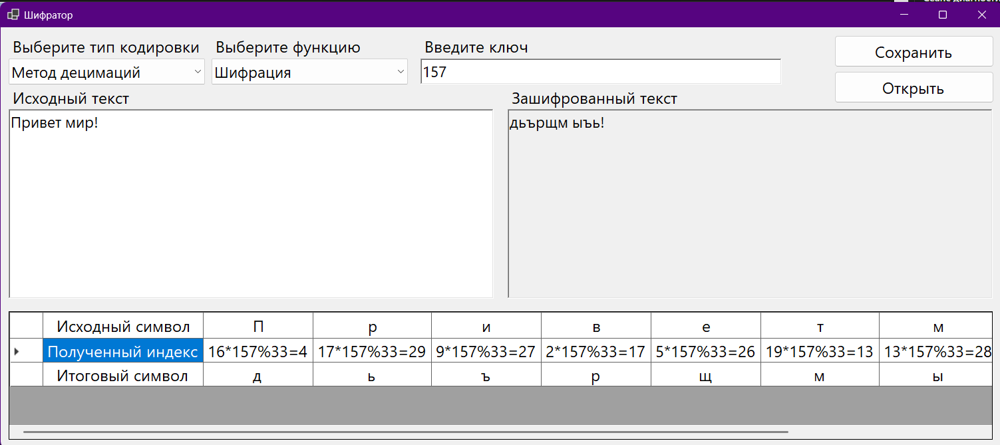 Шифратор
Выберите тип кодировки Выберите функцию Введите ключ Сохранить
Метод децимаций Шифрация 157
Открыть
Исходный текст Зашифрованный текст
Привет мир! дьърщм ыъь!
Исходный символ П р и в е т м
Полученный индекс 16*157%33=4 17*157%33=29 9*157%33=27 2*157%33=17 5*157%33=26 19*157%33=13 13*157%33=28
Итоговый символ д ь ъ р щ м ы